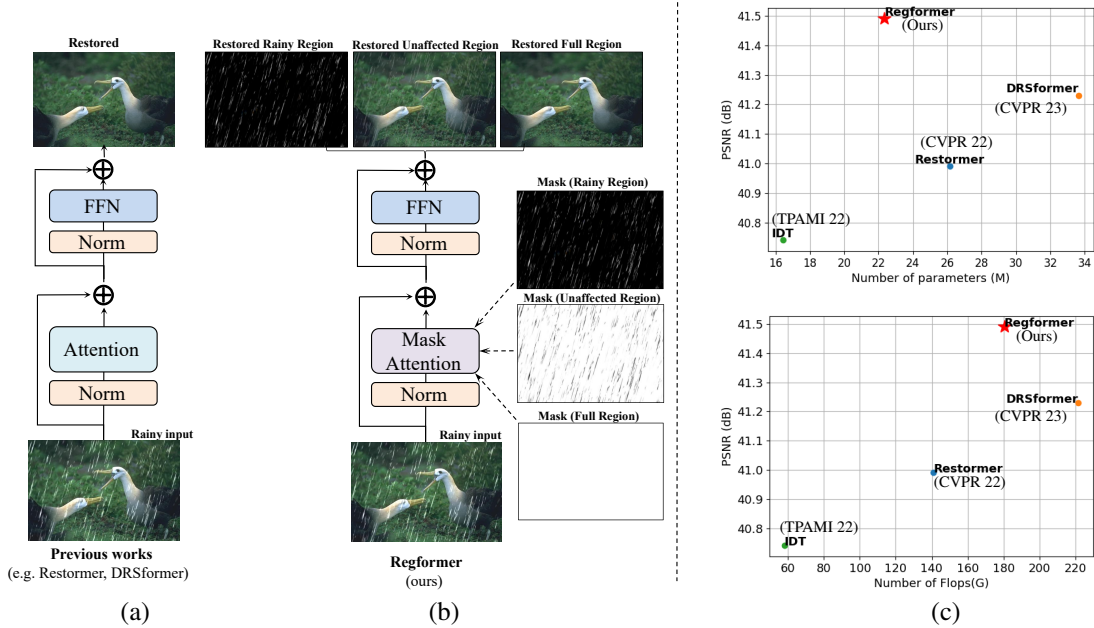 Restored
FFN
Norm
Attention
Norm
Rainy input
Previous works
(e.g. Restormer, DRSformer)
(a)
Restored Rainy Region
Restored Unaffected Region
Restored Full Region
FFN
Norm
Mask
Attention
Norm
Rainy input
Mask (Rainy Region)
Mask (Unaffected Region)
Mask (Full Region)
Regformer
(ours)
(b)
PSNR (dB)
41.5
41.4
41.3
41.2
41.1
41.0
40.9
40.8
Regformer
(Ours)
DRSformer
(CVPR 23)
(CVPR 22)
Restormer
(TPAMI 22)
IDT
16 18 20 22 24 26 28 30 32 34
Number of parameters (M)
PSNR (dB)
41.5
41.4
41.3
41.2
41.1
41.0
40.9
40.8
Regformer
(Ours)
DRSformer
(CVPR 23)
Restormer
(CVPR 22)
(TPAMI 22)
IDT
60 80 100 120 140 160 180 200 220
Number of Flops(G)
(c)